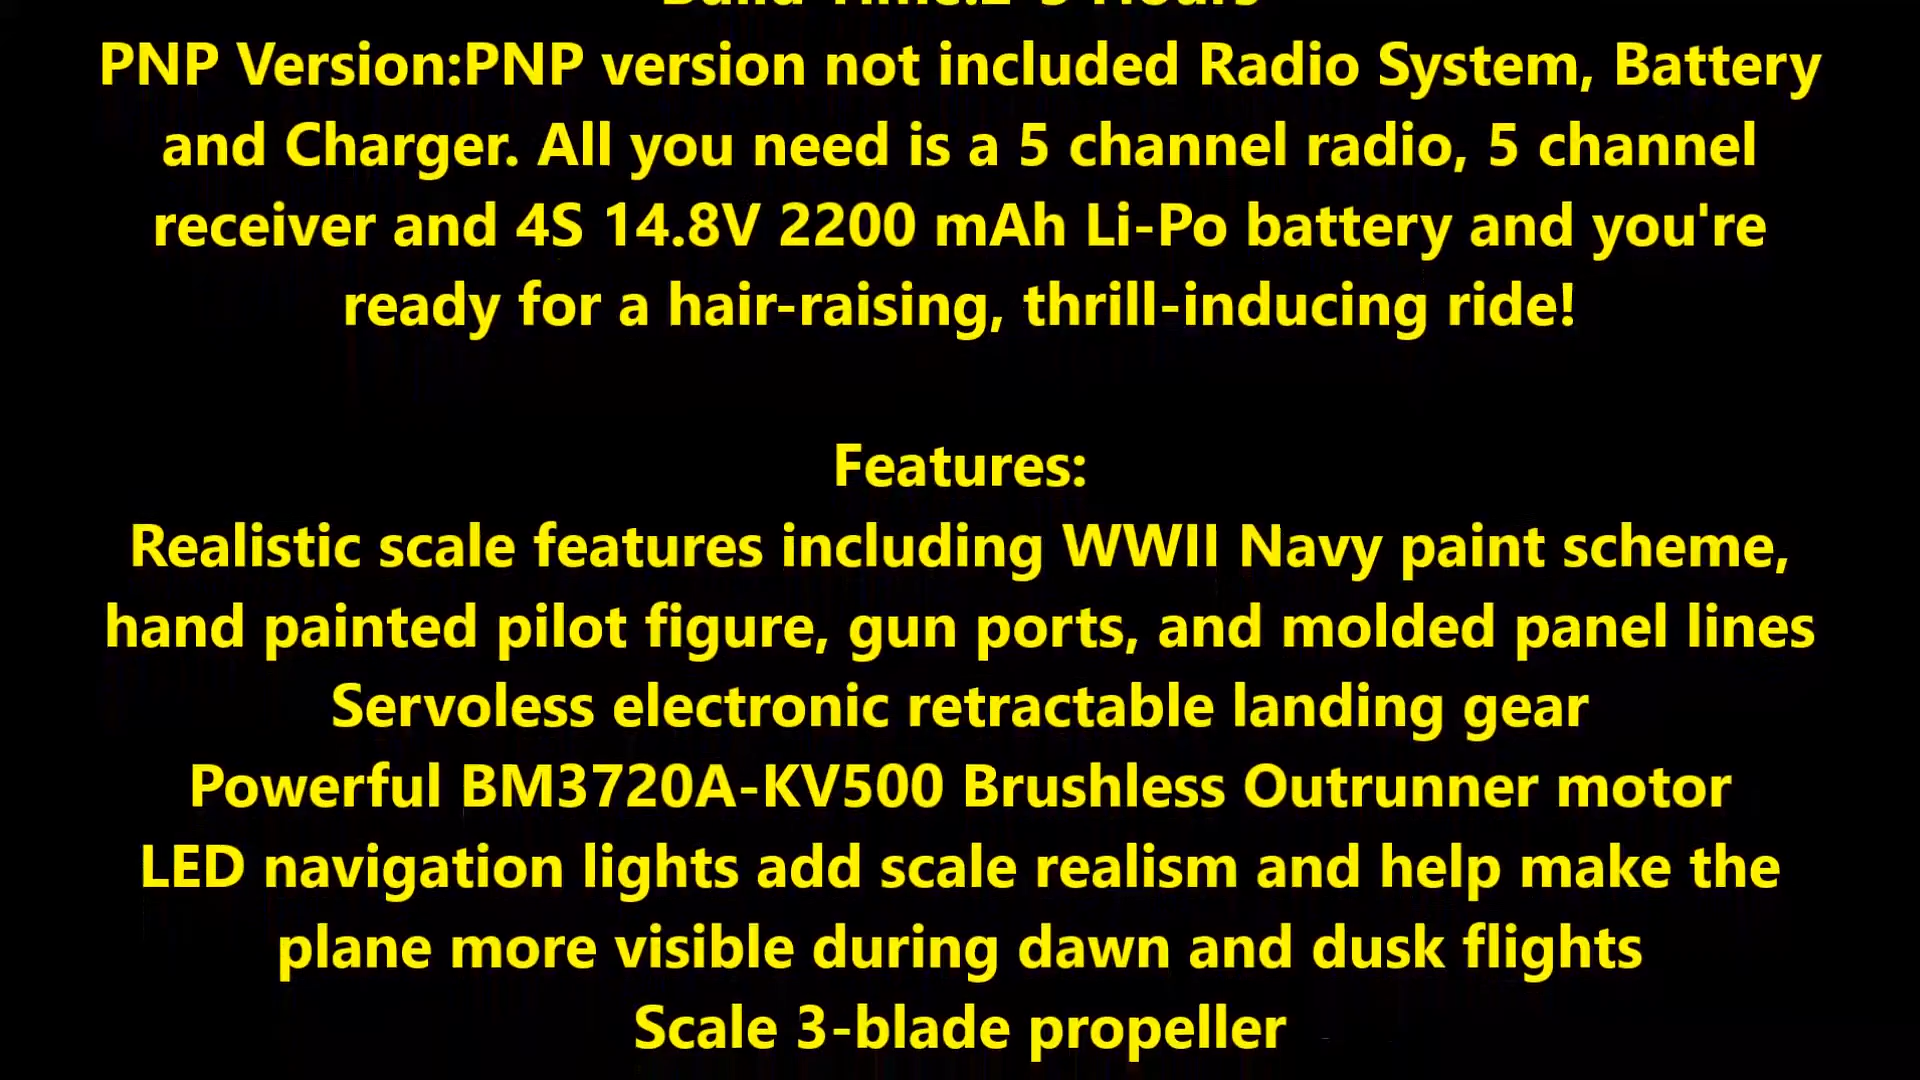 PNP Version:PNP version not included Radio System, Battery
and Charger. All you need is a 5 channel radio, 5 channel
receiver and 4S 14.8V 2200 mAh Li-Po battery and you're
ready for a hair-raising, thrill-inducing ride!
Features:
Realistic scale features including WWII Navy paint scheme,
hand painted pilot figure, gun ports, and molded panel lines
Servoless electronic retractable landing gear
Powerful BM3720A-KV500 Brushless Outrunner motor
LED navigation lights add scale realism and help make the
plane more visible during dawn and dusk flights
Scale 3-blade propeller